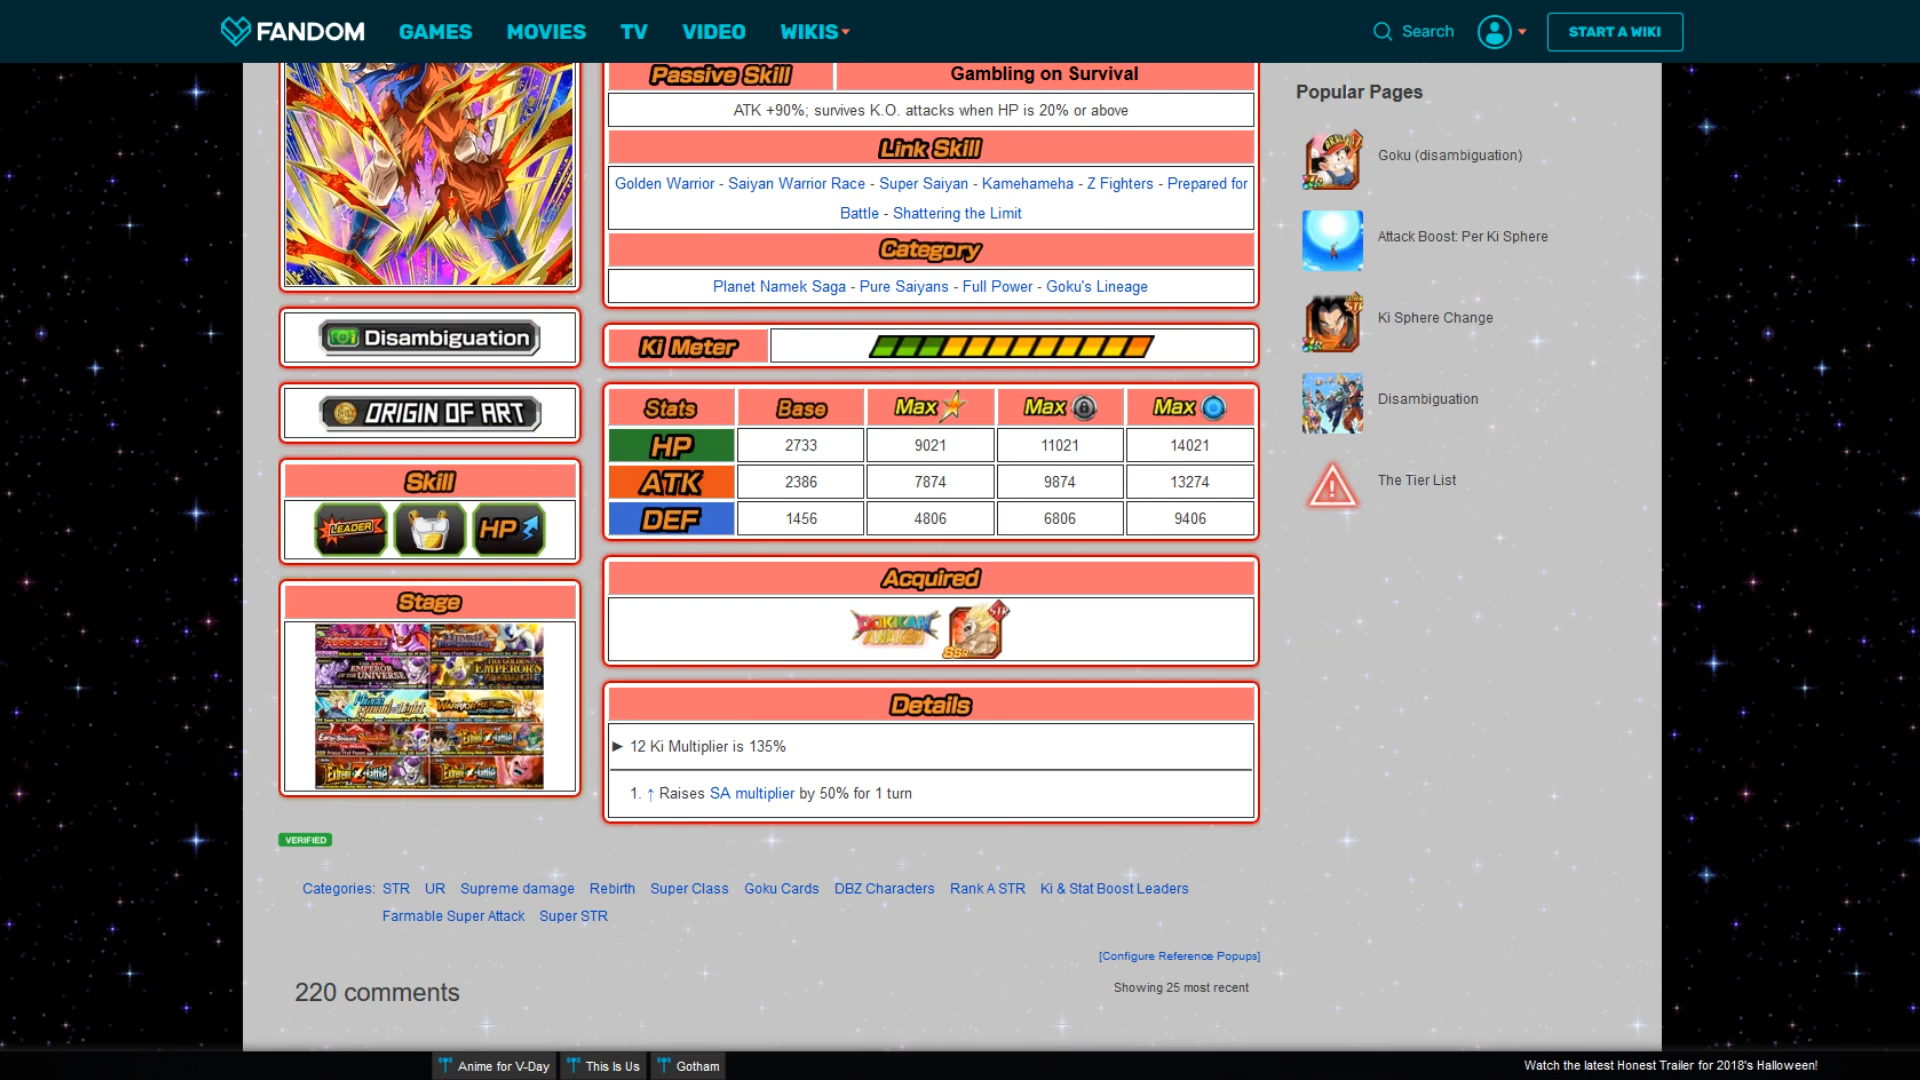 FANDOM
GAMES
MOVIES
TV
VIDEO
WIKIS
Search
START A WIKI
Passive Skill
Gambling on Survival
ATK +90%; survives K.O. attacks when HP is 20% or above
Link Skill
Golden Warrior - Saiyan Warrior Race - Super Saiyan - Kamehameha - Z Fighters - Prepared for
Battle - Shattering the Limit
Category
Planet Namek Saga - Pure Saiyans - Full Power - Goku's Lineage
Disambiguation
ORIGIN OF ART
Skill
LEADER
HP
Stage
Ki Meter
Stats Base Max Max Max
HP 2733 9021 11021 14021
ATK 2386 7874 9874 13274
DEF 1456 4806 6806 9406
Acquired
DOKKAN
AWAKEN
STR
SSR
Details
► 12 Ki Multiplier is 135%
1. ↑ Raises SA multiplier by 50% for 1 turn
VERIFIED
Categories: STR UR Supreme damage Rebirth Super Class Goku Cards DBZ Characters Rank A STR Ki & Stat Boost Leaders
Farmable Super Attack Super STR
[Configure Reference Popups]
220 comments
Showing 25 most recent
Popular Pages
Goku (disambiguation)
Attack Boost: Per Ki Sphere
Ki Sphere Change
Disambiguation
The Tier List
Anime for V-Day
This Is Us
Gotham
Watch the latest Honest Trailer for 2018's Halloween!